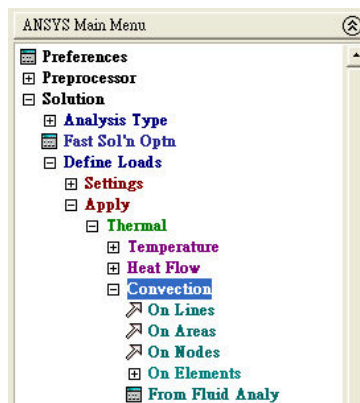 ANSYS Main Menu
Preferences
Preprocessor
Solution
Analysis Type
Fast Sol'n Optn
Define Loads
Settings
Apply
Thermal
Temperature
Heat Flow
Convection
On Lines
On Areas
On Nodes
On Elements
From Fluid Analy